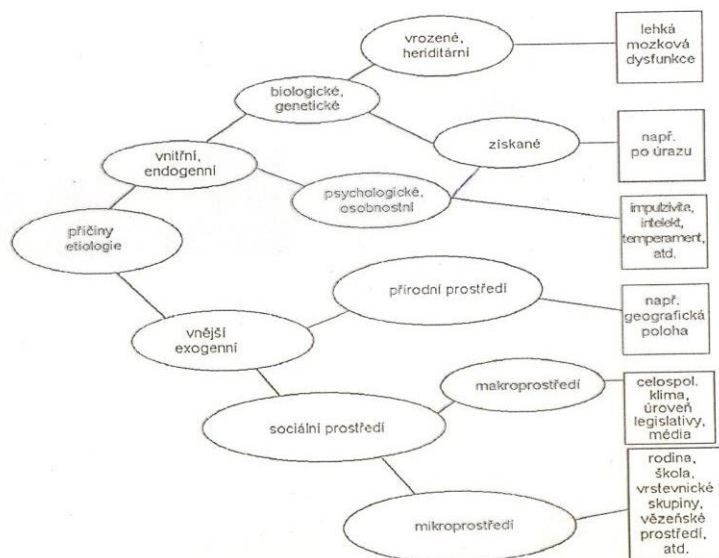 vrozené,
heriditární
lehká
mozková
dysfunkce
biologické,
genetické
získané
např.
po úrazu
vnitřní,
endogenní
psychologické,
osobnostní
impulzivita,
intelekt,
temperament,
atd.
příčiny
etiologie
přírodní prostředí
např.
geografická
poloha
vnější
exogenní
makroprostředí
celospol.
klima,
úroveň
legislativy,
média
sociální prostředí
rodina,
škola,
vrstevnické
skupiny,
vězeňské
prostředí,
atd.
mikroprostředí